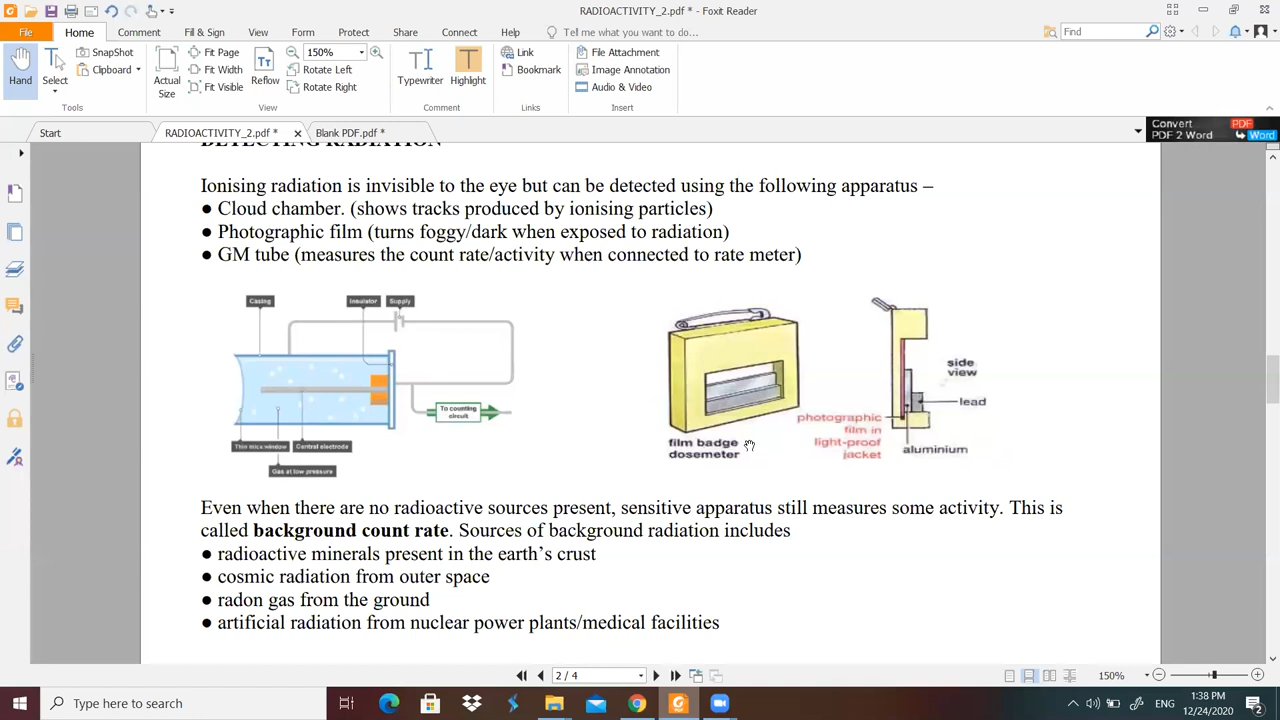 RADIOACTIVITY_2.pdf * - Foxit Reader
File Home Comment Fill & Sign View Form Protect Share Connect Help Tell me what you want to do... Find
Hand
Select
SnapShot
Clipboard
Tools
Actual Size
Fit Page
Fit Width
Fit Visible
Reflow
150%
Rotate Left
Rotate Right
View
Typewriter
Highlight
Comment
Link
Bookmark
Links
File Attachment
Image Annotation
Audio & Video
Insert
Start
RADIOACTIVITY_2.pdf *
Blank PDF.pdf *
Convert PDF
PDF 2 Word Word
DETECTING RADIATION
Ionising radiation is invisible to the eye but can be detected using the following apparatus –
● Cloud chamber. (shows tracks produced by ionising particles)
● Photographic film (turns foggy/dark when exposed to radiation)
● GM tube (measures the count rate/activity when connected to rate meter)
Casing
Insulator
Supply
To counting
circuit
Thin mica window
Central electrode
Gas at low pressure
film badge
dosemeter
side
view
lead
photographic
film in
light-proof
jacket
aluminium
Even when there are no radioactive sources present, sensitive apparatus still measures some activity. This is
called background count rate. Sources of background radiation includes
● radioactive minerals present in the earth's crust
● cosmic radiation from outer space
● radon gas from the ground
● artificial radiation from nuclear power plants/medical facilities
2 / 4
150%
Type here to search
ENG
1:38 PM
12/24/2020
2